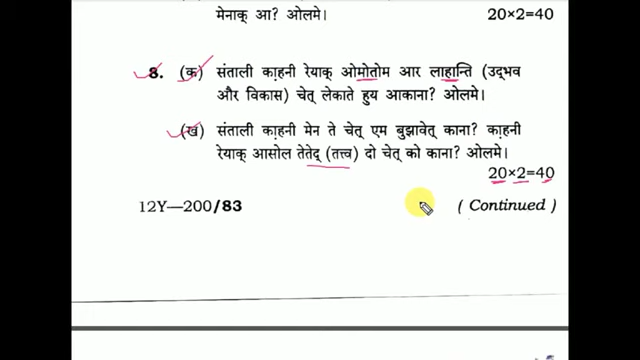 मेनाक् आ? ओलमे।
20×2=40
8. (क) संताली का़हनी रेयाक् ओमोतोम आर लाहान्ति (उद्‌भव
और विकास) चेत् लेकाते हुय आकाना? ओलमे।
(ख) संताली का़हनी मेन ते चेत् एम बुझावेत् काना? का़हनी
रेयाक् आसोल तेतेद् (तत्त्व) दो चेत् को काना? ओलमे।
20×2=40
12Y—200/83
( Continued )